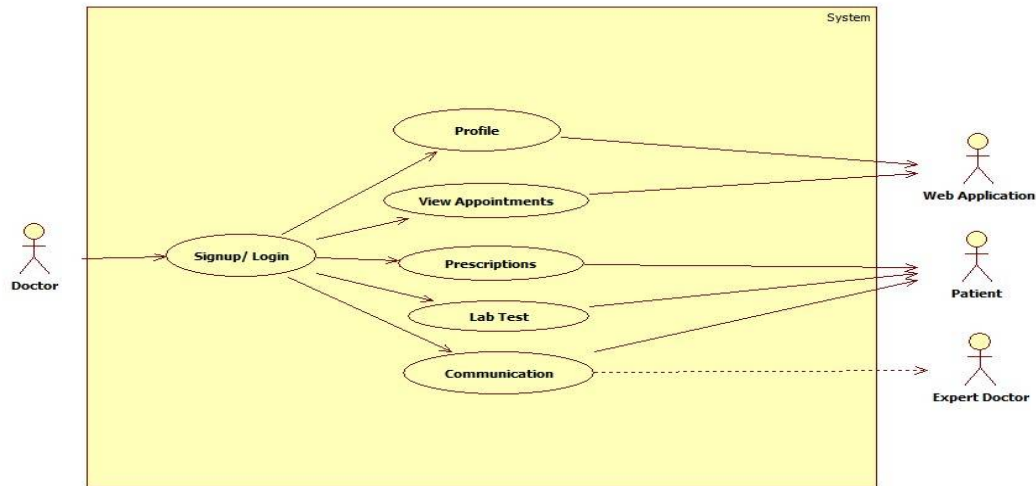 System
Profile
Web Application
View Appointments
Signup/ Login
Prescriptions
Doctor
Patient
Lab Test
Communication
Expert Doctor